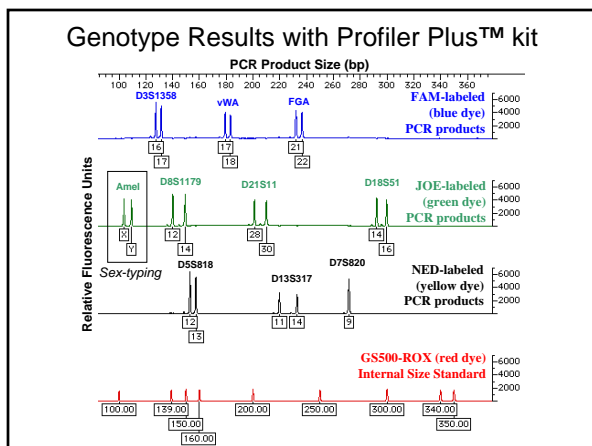 Genotype Results with Profiler Plus™ kit
PCR Product Size (bp)
100 120 140 160 180 200 220 240 260 280 300 320 340 360
Relative Fluorescence Units
D3S1358 vWA FGA
FAM-labeled
(blue dye)
PCR products
6000
4000
2000
0
16 17 21
17 18 22
Amel D8S1179 D21S11 D18S51
JOE-labeled
(green dye)
PCR products
6000
4000
2000
0
X 12 28 14
Y 14 30 16
Sex-typing
D5S818 D13S317 D7S820
NED-labeled
(yellow dye)
PCR products
6000
4000
2000
0
12 11 14 9
13
GS500-ROX (red dye)
Internal Size Standard
6000
4000
2000
0
100.00 139.00 200.00 250.00 300.00 340.00
150.00 350.00
160.00